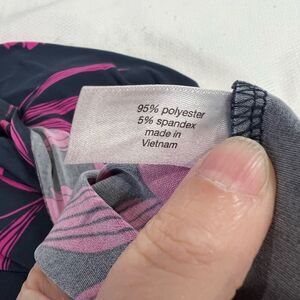 95% polyester
5% spandex
made in
Vietnam